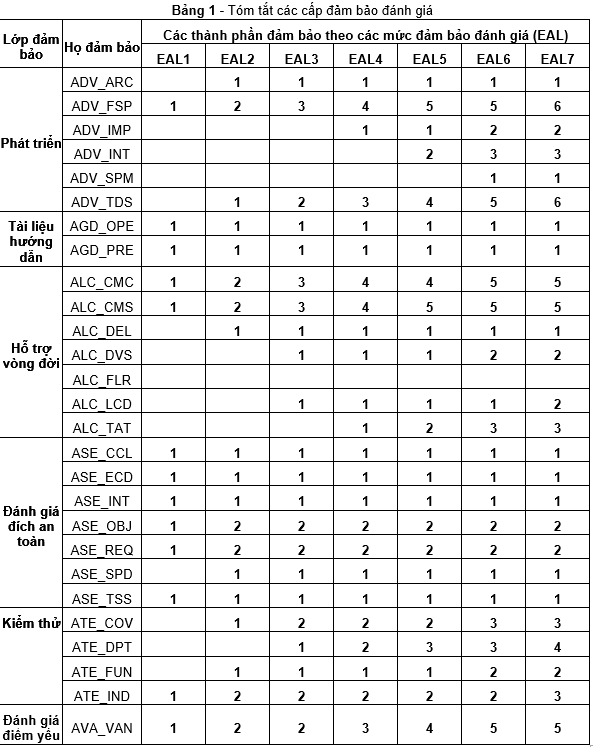 Bảng 1 - Tóm tắt các cấp đảm bảo đánh giá
Lớp đảm bảo Họ đảm bảo Các thành phần đảm bảo theo các mức đảm bảo đánh giá (EAL)
EAL1 EAL2 EAL3 EAL4 EAL5 EAL6 EAL7
Phát triển
ADV_ARC 1 1 1 1 1 1
ADV_FSP 1 2 3 4 5 5 6
ADV_IMP 1 1 2 2
ADV_INT 2 3 3
ADV_SPM 1 1
ADV_TDS 1 2 3 4 5 6
Tài liệu hướng dẫn
AGD_OPE 1 1 1 1 1 1 1
AGD_PRE 1 1 1 1 1 1 1
Hỗ trợ vòng đời
ALC_CMC 1 2 3 4 4 5 5
ALC_CMS 1 2 3 4 5 5 5
ALC_DEL 1 1 1 1 1 1
ALC_DVS 1 1 1 2 2
ALC_FLR
ALC_LCD 1 1 1 1 2
ALC_TAT 1 2 3 3
Đánh giá đích an toàn
ASE_CCL 1 1 1 1 1 1 1
ASE_ECD 1 1 1 1 1 1 1
ASE_INT 1 1 1 1 1 1 1
ASE_OBJ 1 2 2 2 2 2 2
ASE_REQ 1 2 2 2 2 2 2
ASE_SPD 1 1 1 1 1 1
ASE_TSS 1 1 1 1 1 1 1
Kiểm thử
ATE_COV 1 2 2 2 3 3
ATE_DPT 1 2 3 3 4
ATE_FUN 1 1 1 1 2 2
ATE_IND 1 2 2 2 2 2 3
Đánh giá điểm yếu
AVA_VAN 1 2 2 3 4 5 5